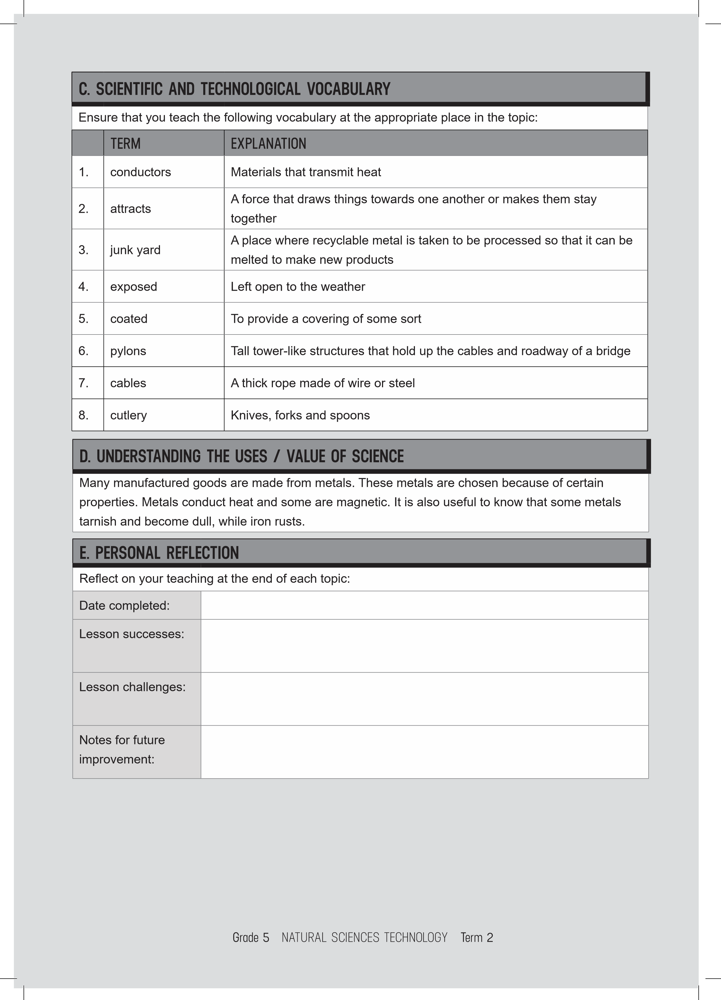 C. SCIENTIFIC AND TECHNOLOGICAL VOCABULARY
Ensure that you teach the following vocabulary at the appropriate place in the topic:
TERM EXPLANATION
1. conductors Materials that transmit heat
2. attracts A force that draws things towards one another or makes them stay
together
3. junk yard A place where recyclable metal is taken to be processed so that it can be
melted to make new products
4. exposed Left open to the weather
5. coated To provide a covering of some sort
6. pylons Tall tower-like structures that hold up the cables and roadway of a bridge
7. cables A thick rope made of wire or steel
8. cutlery Knives, forks and spoons
D. UNDERSTANDING THE USES / VALUE OF SCIENCE
Many manufactured goods are made from metals. These metals are chosen because of certain
properties. Metals conduct heat and some are magnetic. It is also useful to know that some metals
tarnish and become dull, while iron rusts.
E. PERSONAL REFLECTION
Reflect on your teaching at the end of each topic:
Date completed:
Lesson successes:
Lesson challenges:
Notes for future
improvement:
Grade 5 NATURAL SCIENCES TECHNOLOGY Term 2